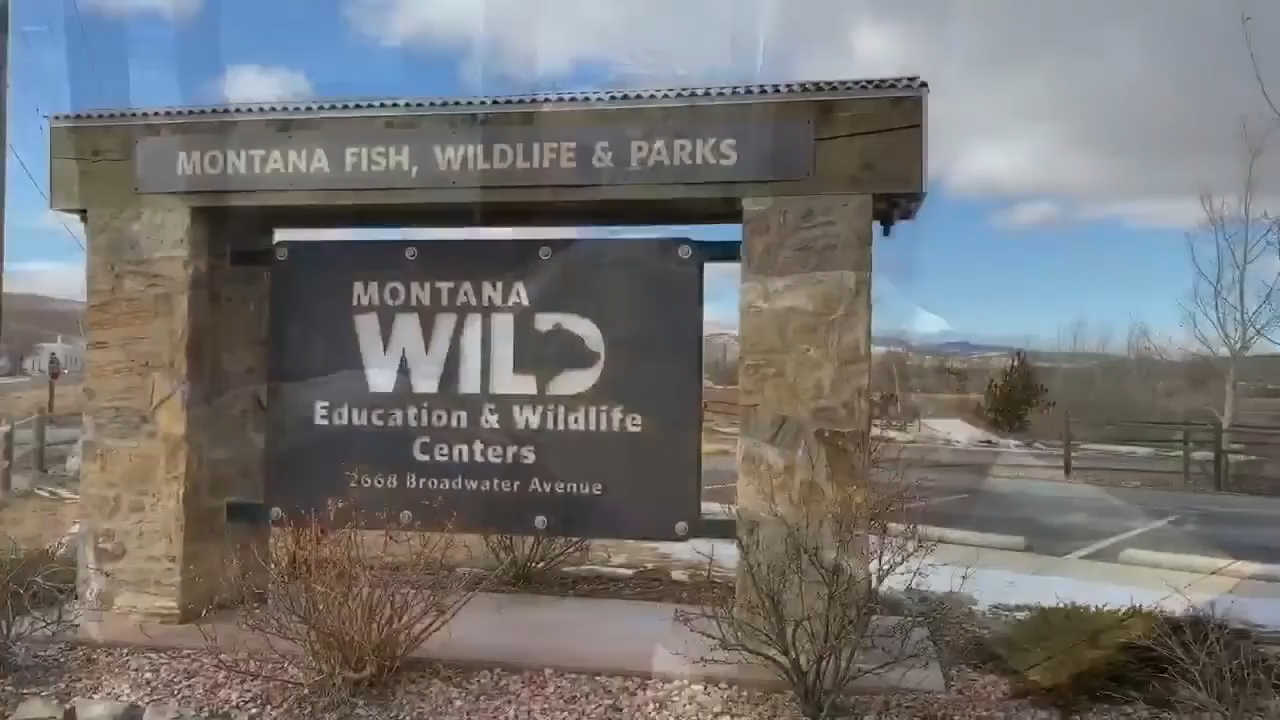 MONTANA FISH, WILDLIFE & PARKS
MONTANA
WILD
Education & Wildlife
Centers
2668 Broadwater Avenue